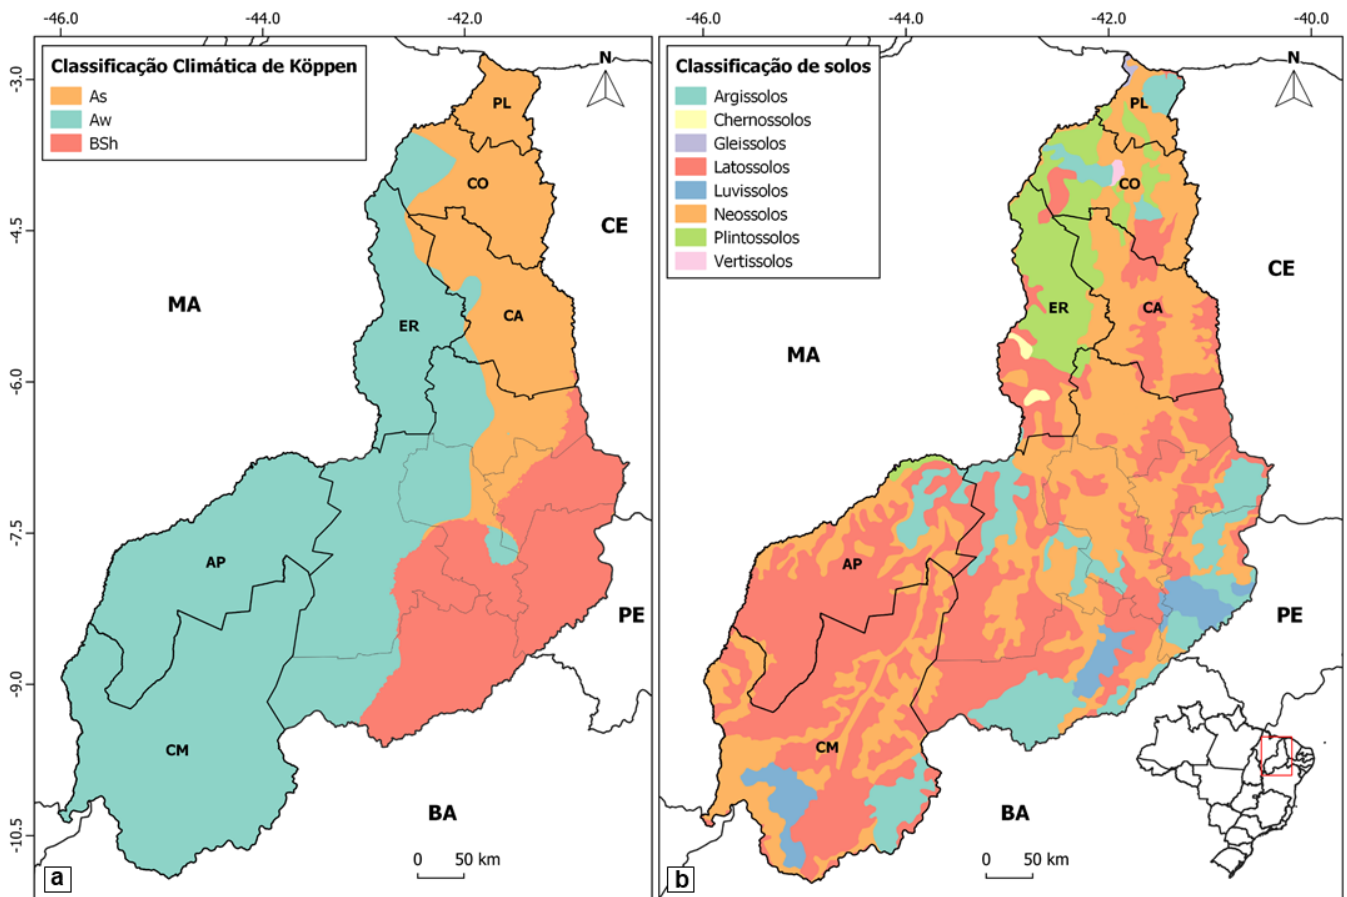 -46.0 -44.0 -42.0
-46.0 -44.0 -42.0 -40.0
-3.0
-4.5
-6.0
-7.5
-9.0
-10.5
Classificação Climática de Köppen
As
Aw
BSh
N
PL
CO
CE
MA
ER
CA
AP
PE
CM
BA
0 50 km
a
Classificação de solos
Argissolos
Chernossolos
Gleissolos
Latossolos
Luvissolos
Neossolos
Plintossolos
Vertissolos
N
PL
CO
CE
ER
CA
MA
AP
PE
CM
BA
0 50 km
b